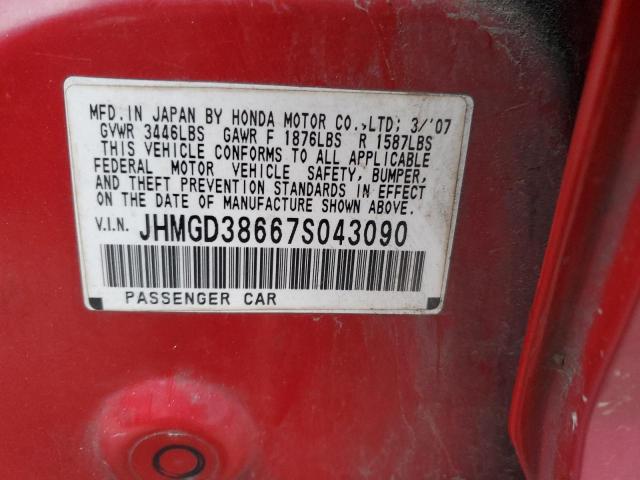 MFD. IN JAPAN BY HONDA MOTOR CO.,LTD; 3/'07
GVWR 3446LBS GAWR F 1876LBS R 1587LBS
THIS VEHICLE CONFORMS TO ALL APPLICABLE
FEDERAL MOTOR VEHICLE SAFETY, BUMPER,
AND THEFT PREVENTION STANDARDS IN EFFECT
ON THE DATE OF MANUFACTURE SHOWN ABOVE.
V.I.N. JHMGD38667S043090
PASSENGER CAR